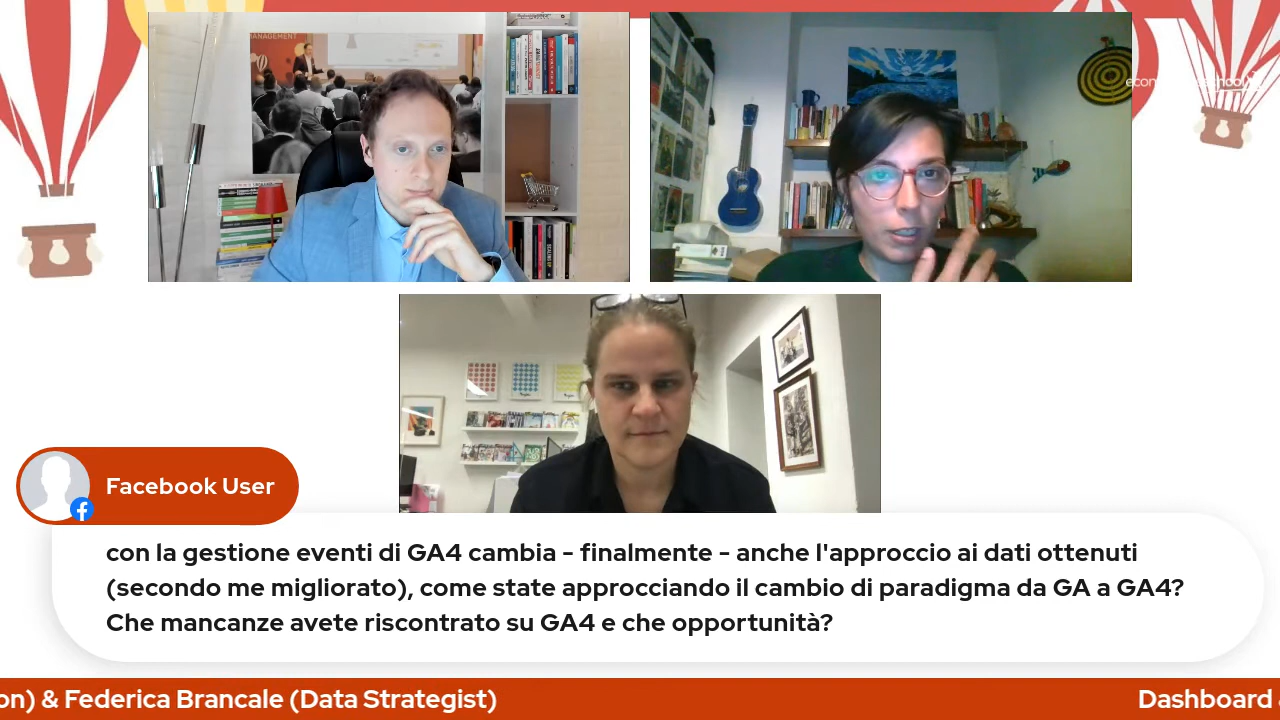 MANAGEMENT
Facebook User
con la gestione eventi di GA4 cambia - finalmente - anche l'approccio ai dati ottenuti
(secondo me migliorato), come state approcciando il cambio di paradigma da GA a GA4?
Che mancanze avete riscontrato su GA4 e che opportunità?
on) & Federica Brancale (Data Strategist)
Dashboard